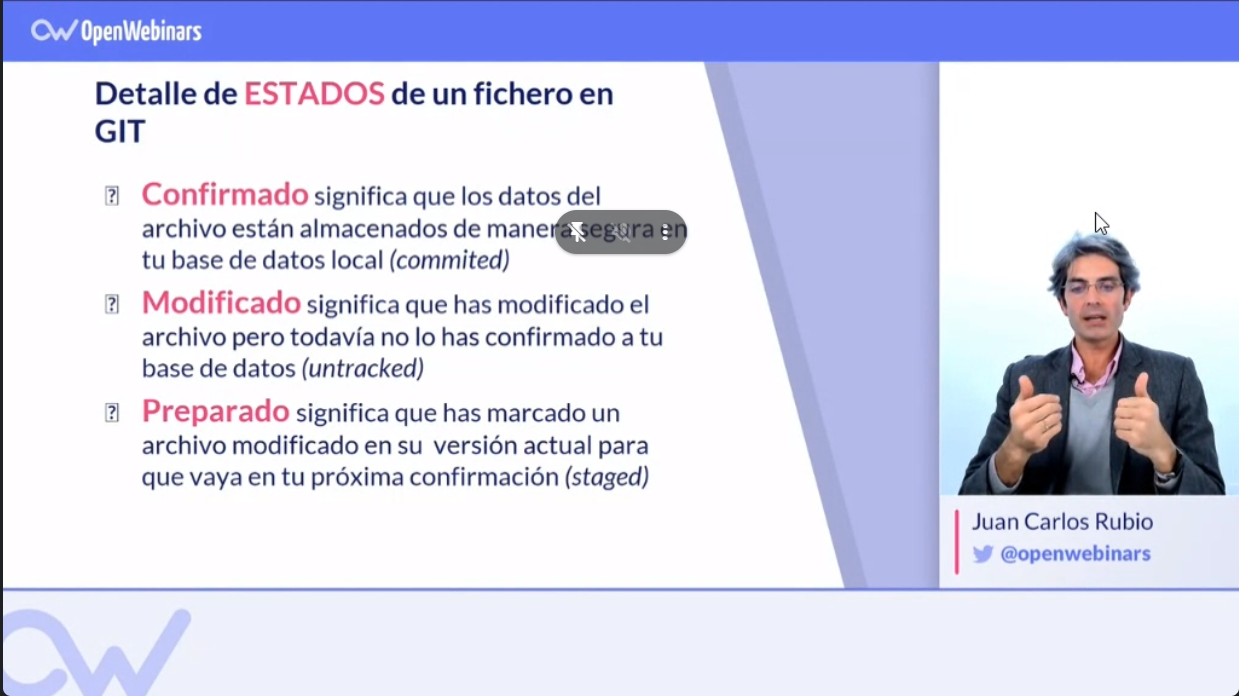 OpenWebinars
Detalle de ESTADOS de un fichero en
GIT
Confirmado significa que los datos del
archivo están almacenados de manera segura en
tu base de datos local (commited)
Modificado significa que has modificado el
archivo pero todavía no lo has confirmado a tu
base de datos (untracked)
Preparado significa que has marcado un
archivo modificado en su versión actual para
que vaya en tu próxima confirmación (staged)
Juan Carlos Rubio
@openwebinars